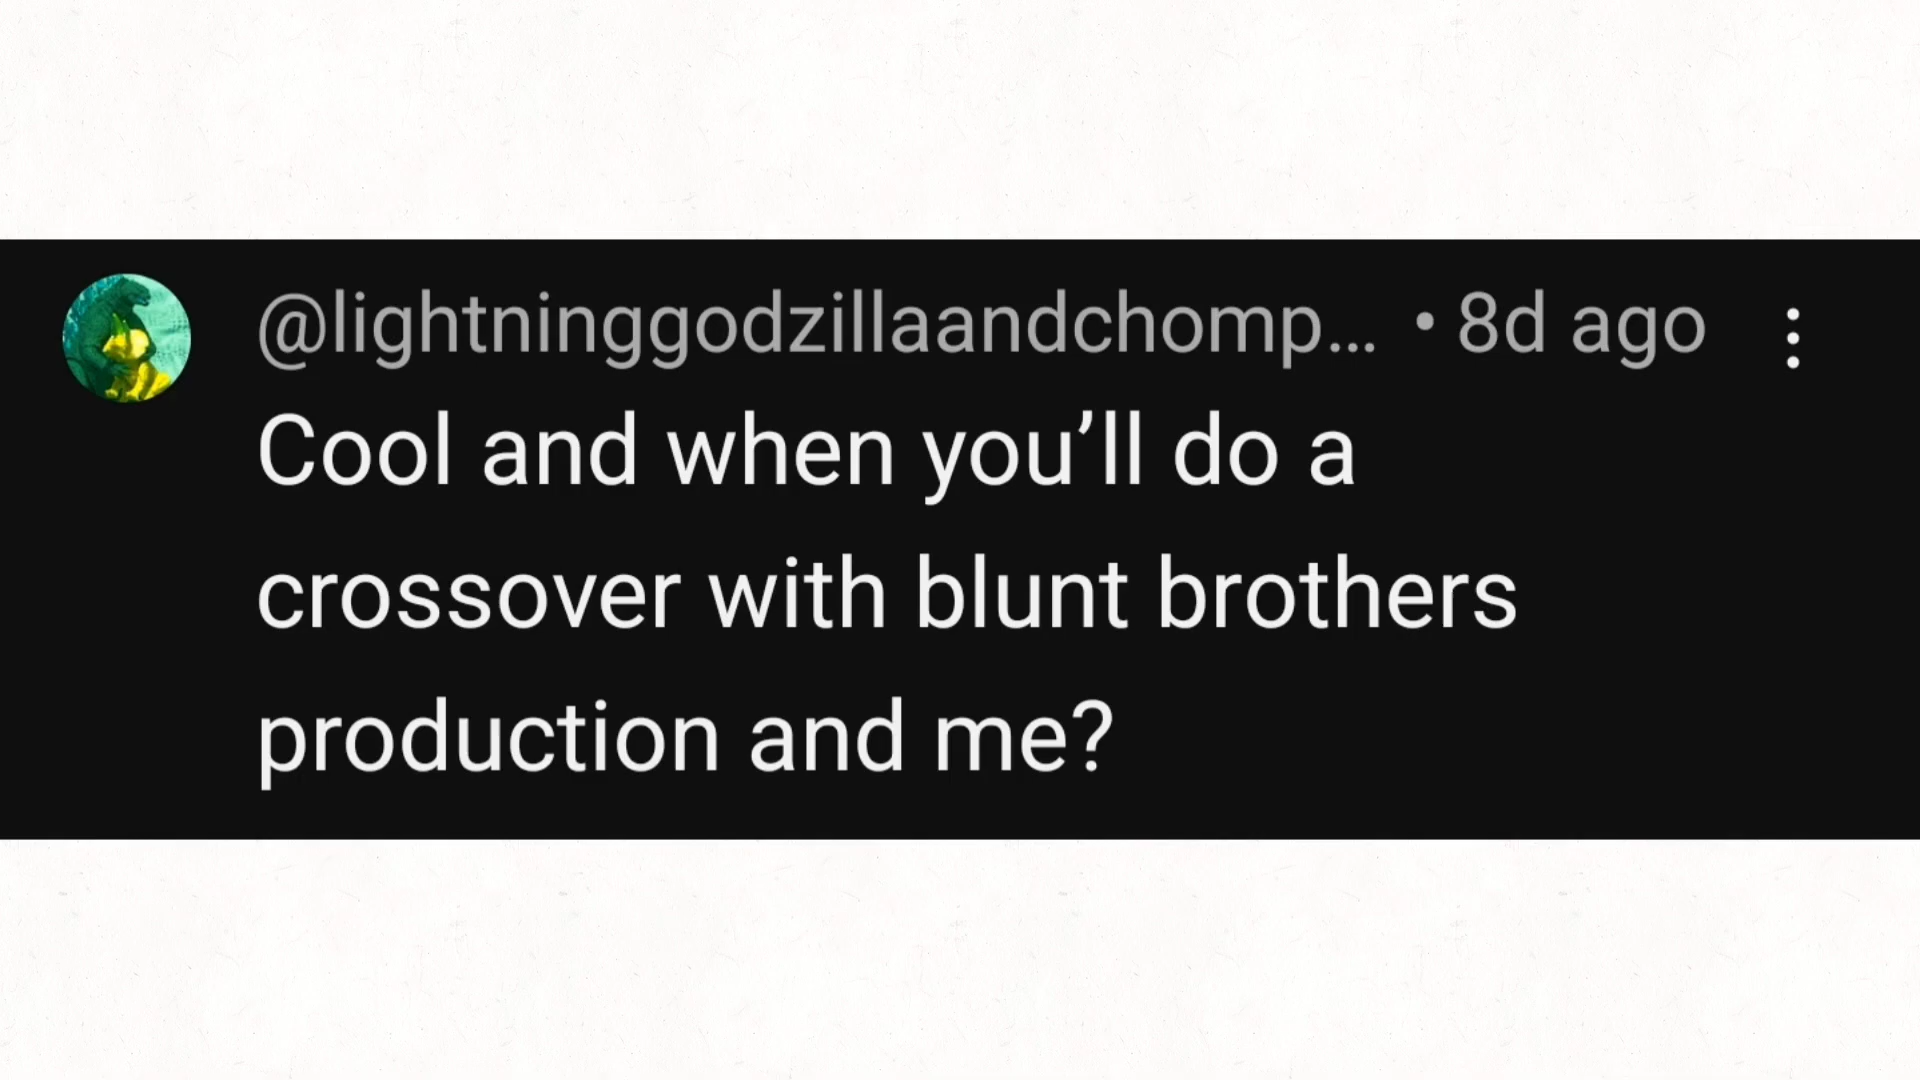 @lightninggodzillaandchomp... • 8d ago
Cool and when you’ll do a
crossover with blunt brothers
production and me?